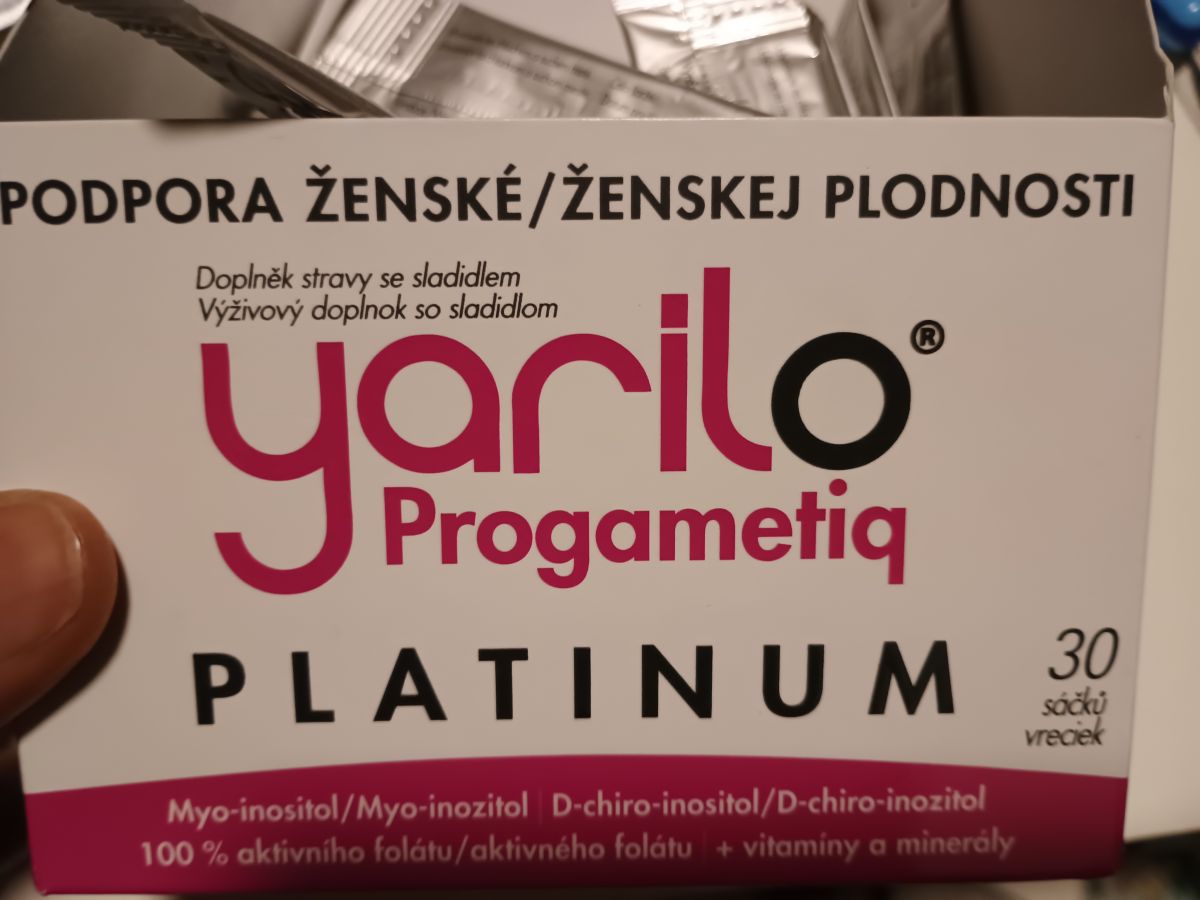 PODPORA ŽENSKÉ/ŽENSKEJ PLODNOSTI
Doplněk stravy se sladidlem
Výživový doplnok so sladidlom
yarilo®
Progametiq
PLATINUM
30
sáčků
vreciek
Myo-inositol/Myo-inozitol | D-chiro-inositol/D-chiro-inozitol
100 % aktivního folátu/aktivného folátu | + vitamíny a minerály